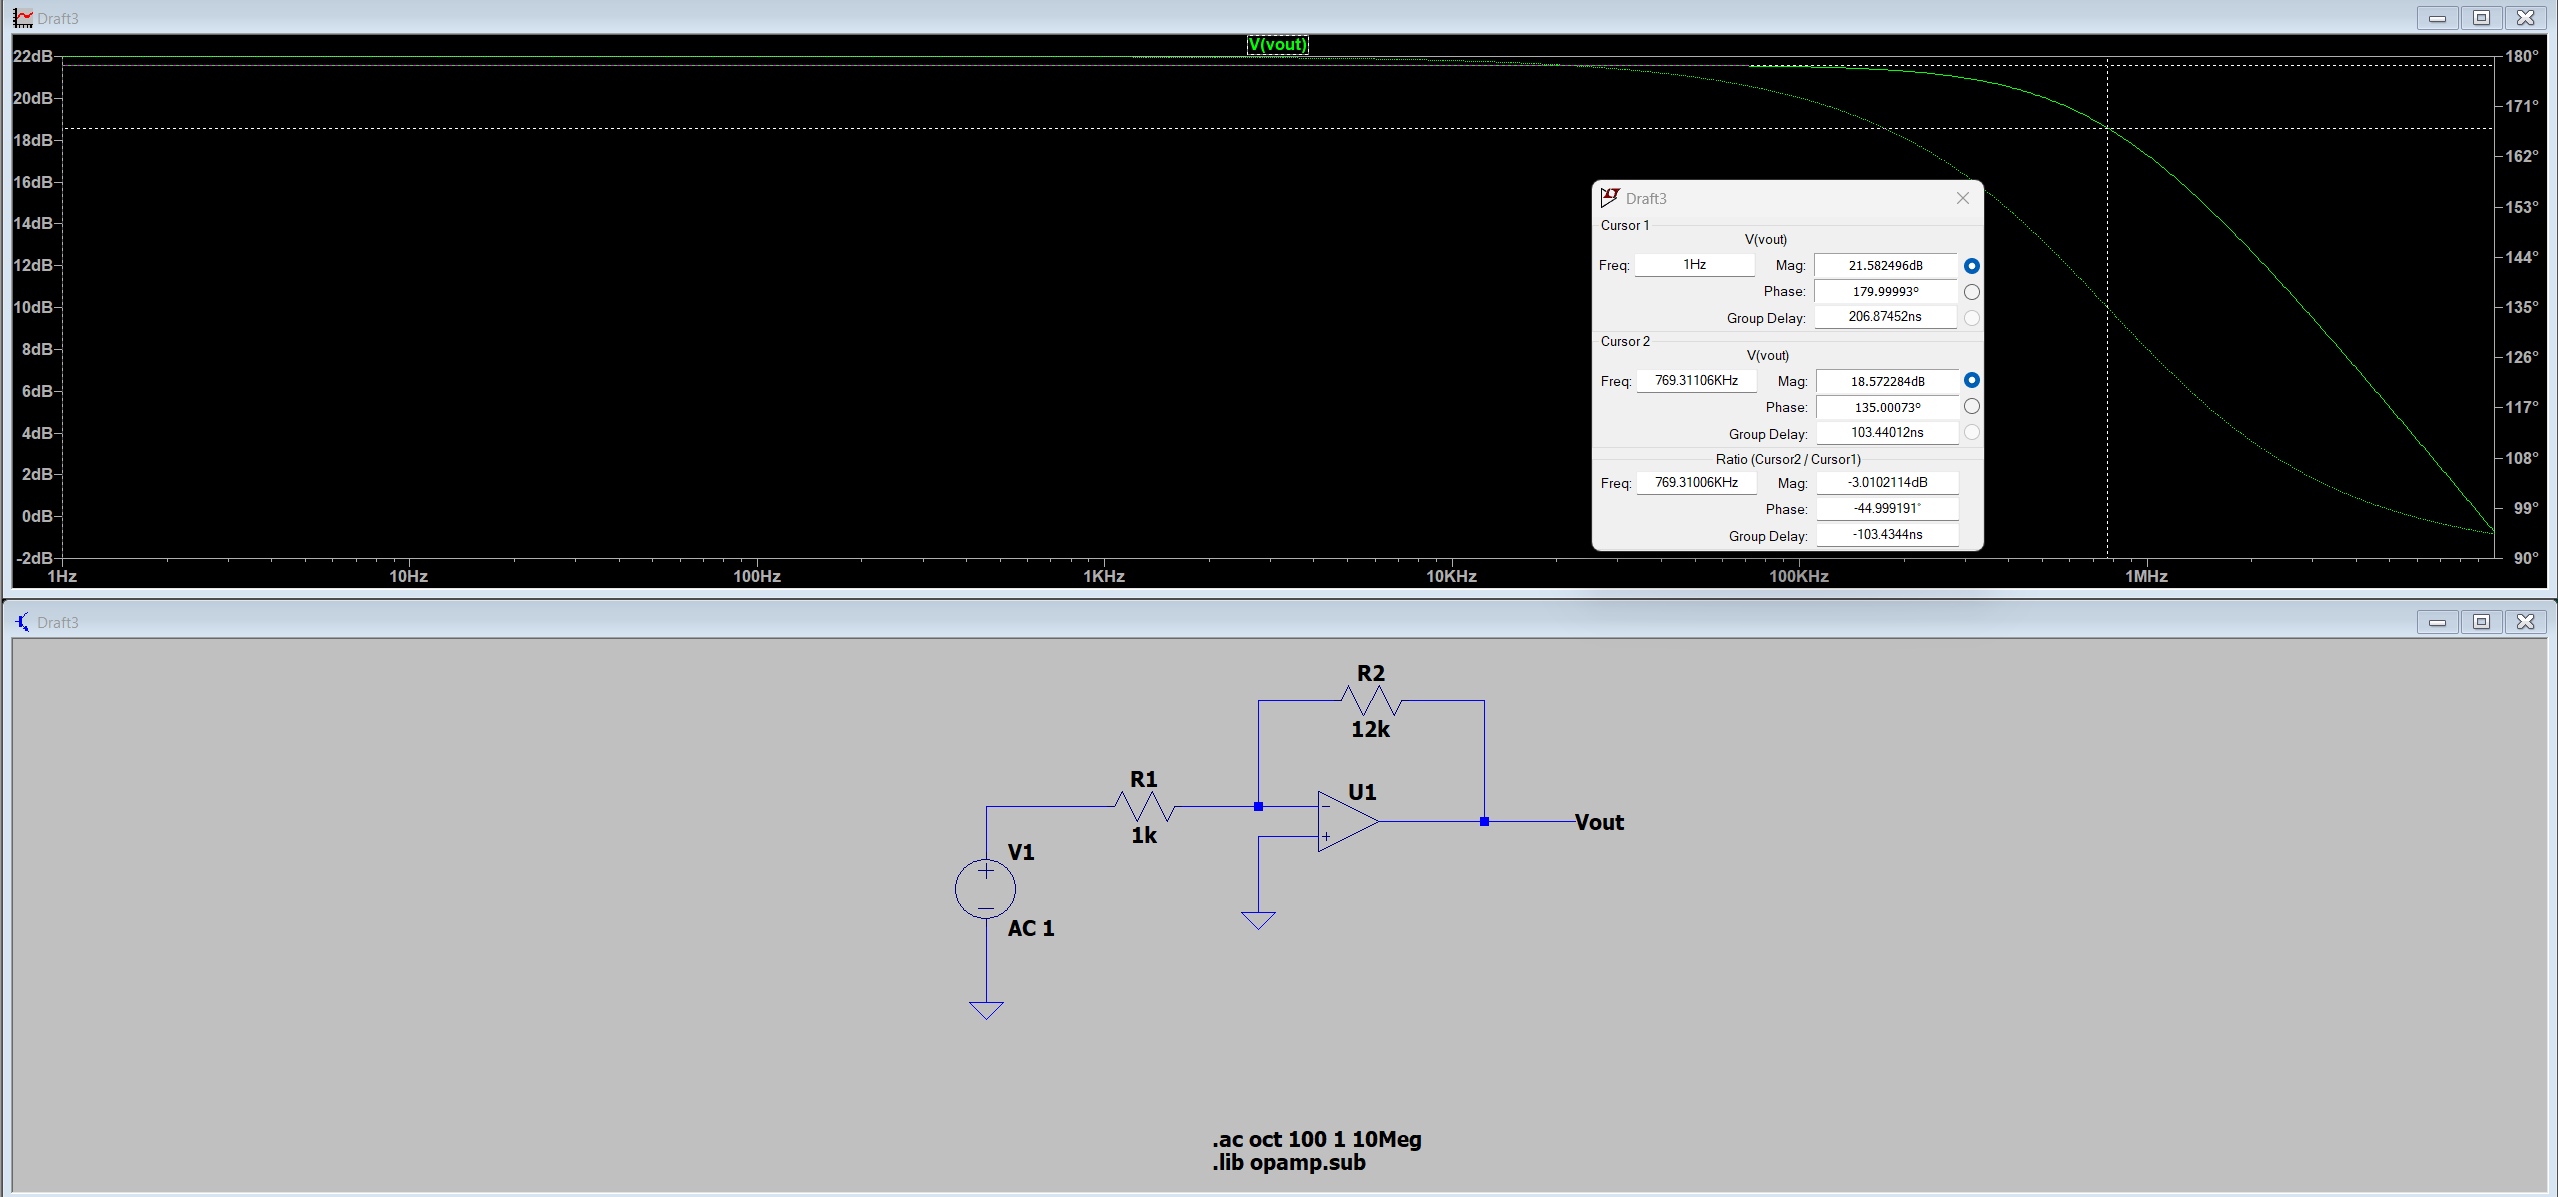 Draft3
V(vout)
22dB
20dB
18dB
16dB
14dB
12dB
10dB
8dB
6dB
4dB
2dB
0dB
-2dB
180°
171°
162°
153°
144°
135°
126°
117°
108°
99°
90°
1Hz 10Hz 100Hz 1KHz 10KHz 100KHz 1MHz
Draft3
Cursor 1
V(vout)
Freq: 1Hz Mag: 21.582496dB
Phase: 179.99993°
Group Delay: 206.87452ns
Cursor 2
V(vout)
Freq: 769.31106KHz Mag: 18.572284dB
Phase: 135.00073°
Group Delay: 103.44012ns
Ratio (Cursor2 / Cursor1)
Freq: 769.31006KHz Mag: -3.0102114dB
Phase: -44.999191°
Group Delay: -103.4344ns
Draft3
R2
12k
R1
1k
U1
−
+
Vout
V1
+
−
AC 1
.ac oct 100 1 10Meg
.lib opamp.sub